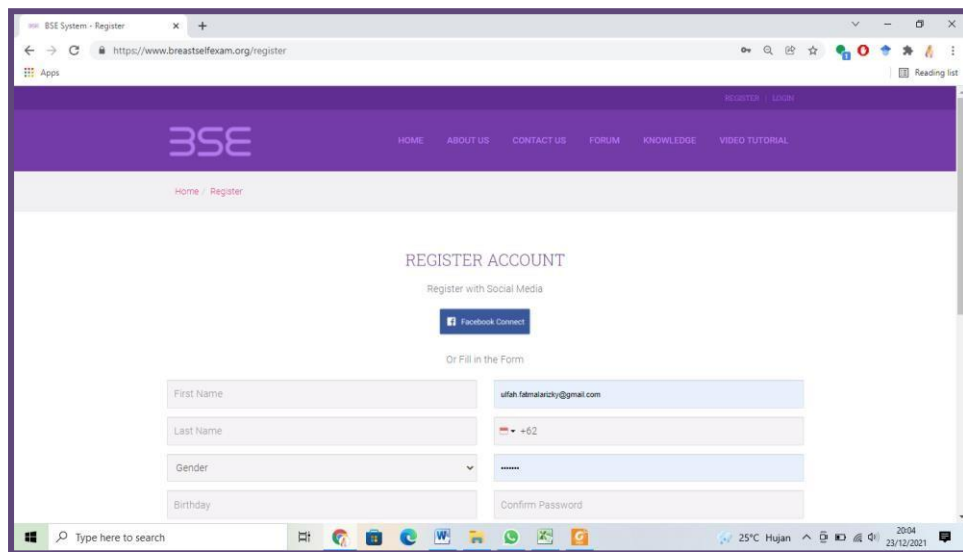 BSE System - Register
https://www.breastselfexam.org/register
Apps
Reading list
REGISTER | LOGIN
BSE
HOME ABOUT US CONTACT US FORUM KNOWLEDGE VIDEO TUTORIAL
Home / Register
REGISTER ACCOUNT
Register with Social Media
Facebook Connect
Or Fill in the Form
First Name
ulfah.fatmalarizky@gmail.com
Last Name
+62
Gender
•••••••
Birthday
Confirm Password
Type here to search
25°C Hujan
20:04
23/12/2021